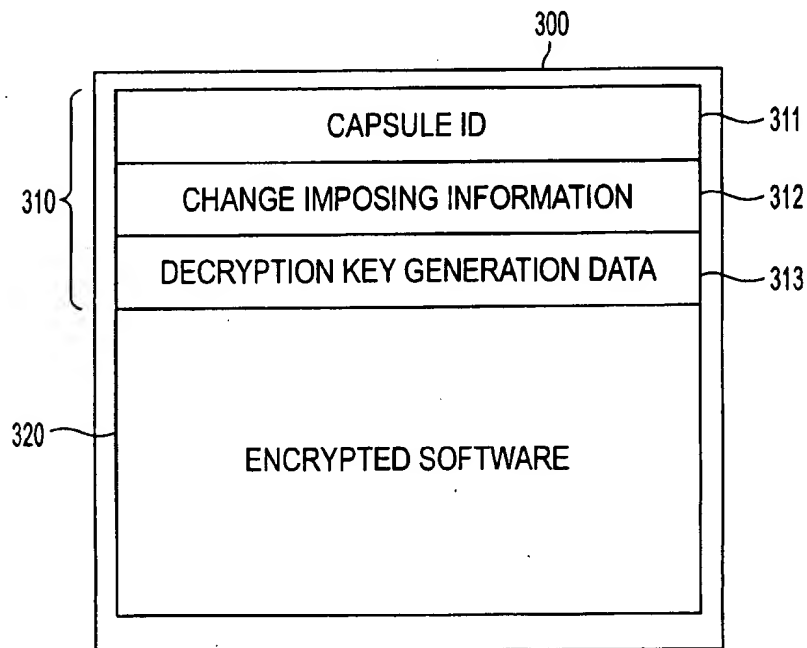 300
CAPSULE ID
311
310
CHANGE IMPOSING INFORMATION
312
DECRYPTION KEY GENERATION DATA
313
320
ENCRYPTED SOFTWARE